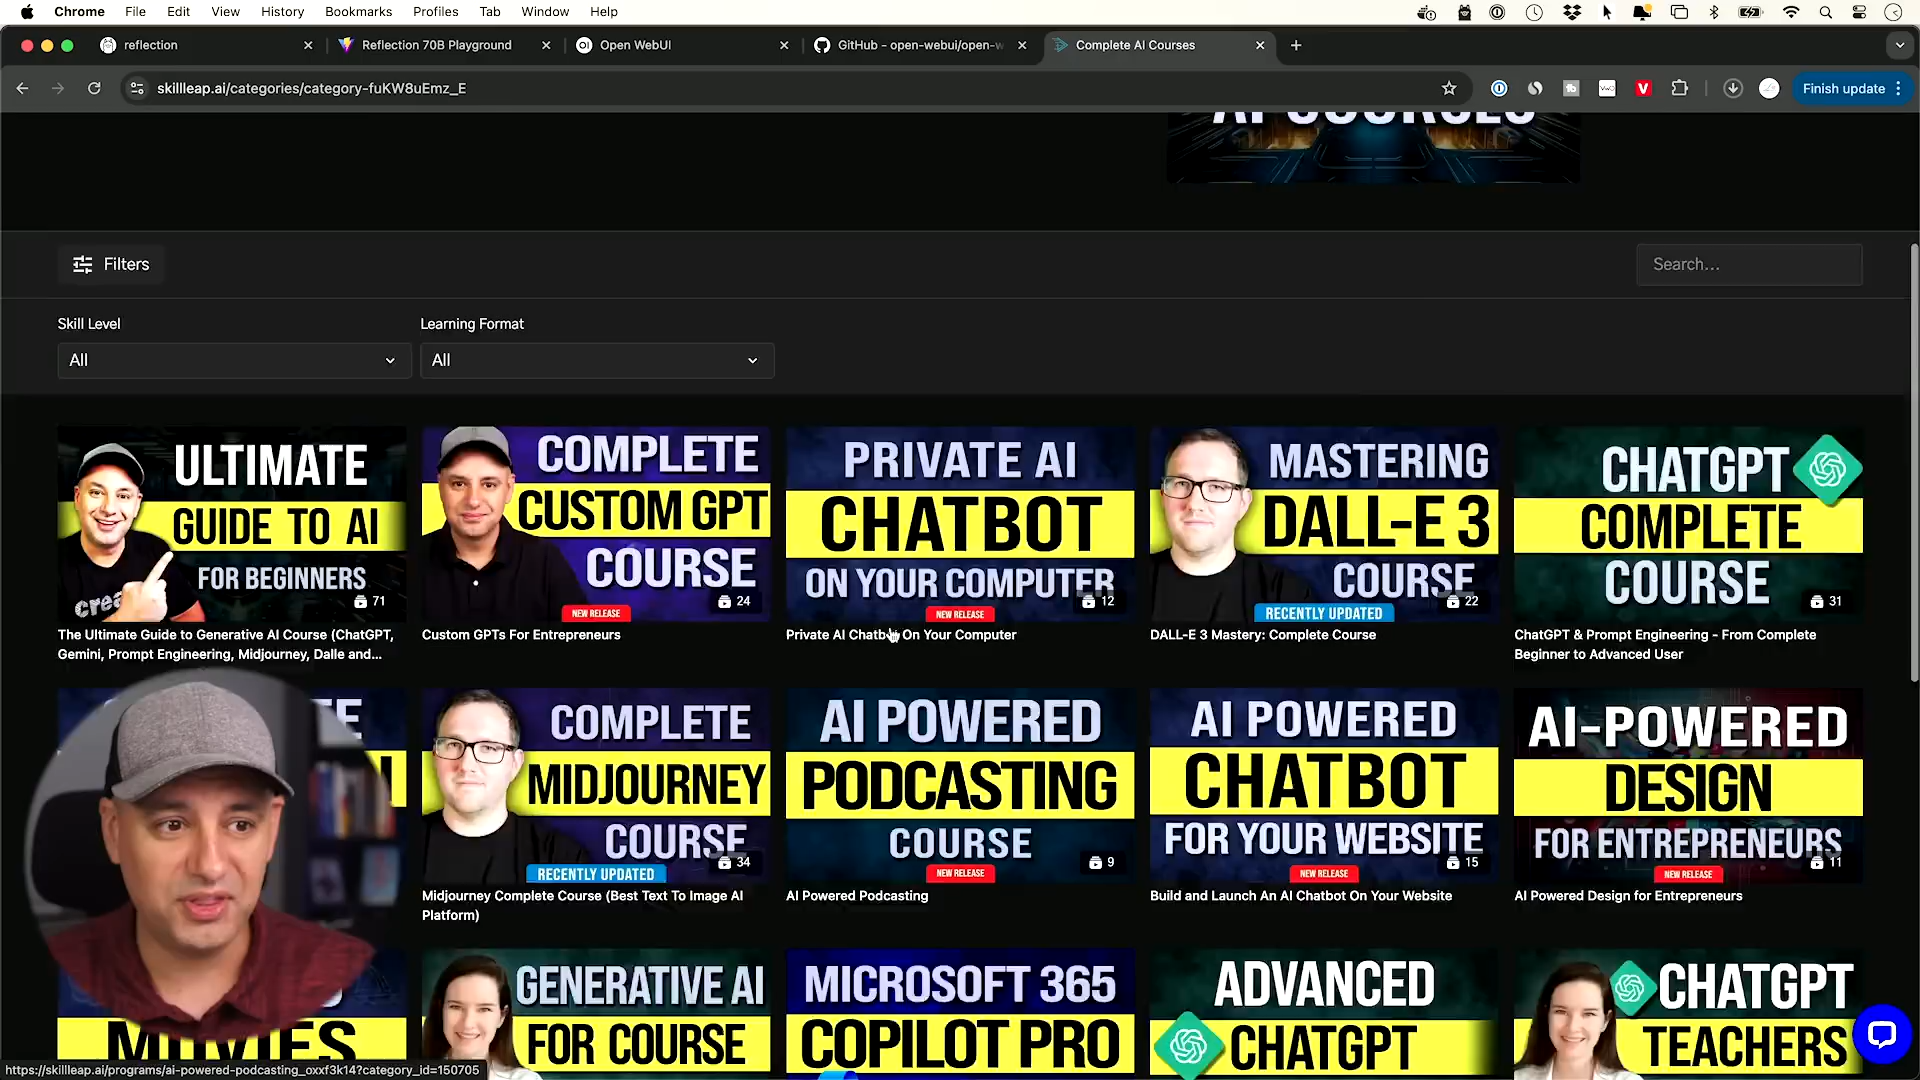 Chrome File Edit View History Bookmarks Profiles Tab Window Help
reflection
Reflection 70B Playground
Open WebUI
GitHub - open-webui/open-w
Complete AI Courses
skillleap.ai/categories/category-fuKW8uEmz_E
Finish update
AI COURSES
Filters
Search...
Skill Level
Learning Format
All
All
ULTIMATE
GUIDE TO AI
FOR BEGINNERS
71
The Ultimate Guide to Generative AI Course (ChatGPT,
Gemini, Prompt Engineering, Midjourney, Dalle and...
COMPLETE
CUSTOM GPT
COURSE
NEW RELEASE
24
Custom GPTs For Entrepreneurs
PRIVATE AI
CHATBOT
ON YOUR COMPUTER
NEW RELEASE
12
Private AI Chatbot On Your Computer
MASTERING
DALL-E 3
COURSE
RECENTLY UPDATED
22
DALL-E 3 Mastery: Complete Course
CHATGPT
COMPLETE
COURSE
31
ChatGPT & Prompt Engineering - From Complete
Beginner to Advanced User
COMPLETE
MIDJOURNEY
COURSE
RECENTLY UPDATED
34
Midjourney Complete Course (Best Text To Image AI
Platform)
AI POWERED
PODCASTING
COURSE
NEW RELEASE
9
AI Powered Podcasting
AI POWERED
CHATBOT
FOR YOUR WEBSITE
NEW RELEASE
15
Build and Launch An AI Chatbot On Your Website
AI-POWERED
DESIGN
FOR ENTREPRENEURS
NEW RELEASE
11
AI Powered Design for Entrepreneurs
MOVIES
GENERATIVE AI
FOR COURSE
MICROSOFT 365
COPILOT PRO
ADVANCED
CHATGPT
CHATGPT
TEACHERS
https://skillleap.ai/programs/ai-powered-podcasting_oxxf3k14?category_id=150705